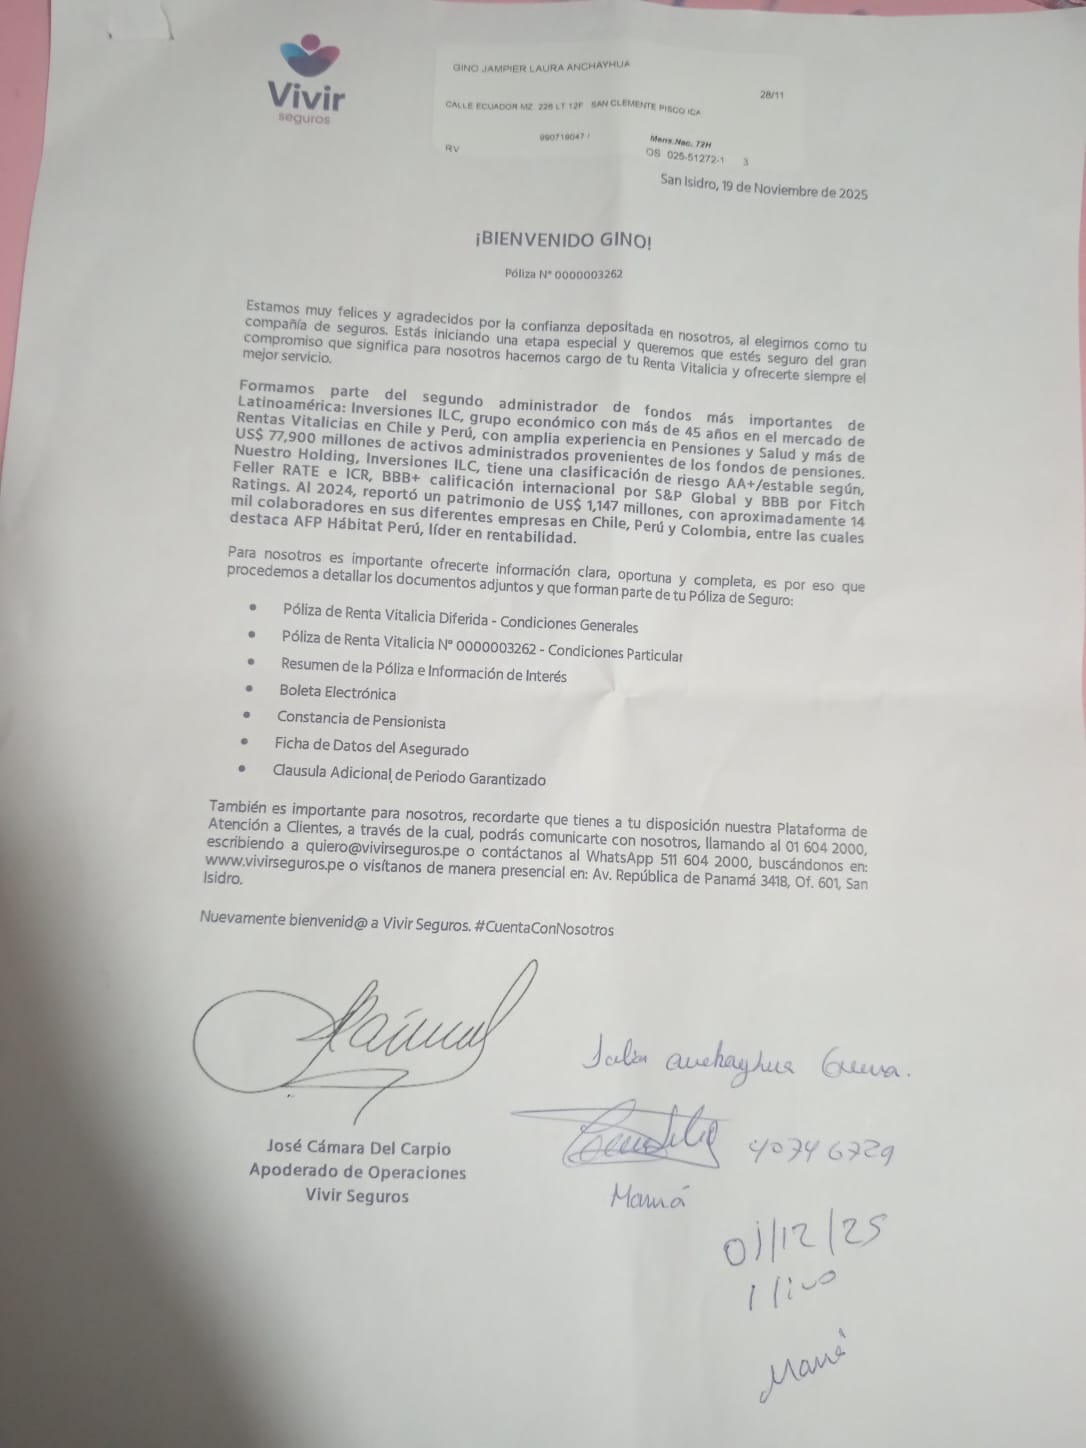 Vivir
seguros
GINO JAMPIER LAURA ANCHAYHUA
28/11
CALLE ECUADOR MZ. 226 LT 12F SAN CLEMENTE PISCO ICA
990719047 /
Mens.Nac. 72H
RV
OS 025-51272-1 3
San Isidro, 19 de Noviembre de 2025
¡BIENVENIDO GINO!
Póliza N° 0000003262
Estamos muy felices y agradecidos por la confianza depositada en nosotros, al elegirnos como tu
compañía de seguros. Estás iniciando una etapa especial y queremos que estés seguro del gran
compromiso que significa para nosotros hacernos cargo de tu Renta Vitalicia y ofrecerte siempre el
mejor servicio.
Formamos parte del segundo administrador de fondos más importantes de
Latinoamérica: Inversiones ILC, grupo económico con más de 45 años en el mercado de
Rentas Vitalicias en Chile y Perú, con amplia experiencia en Pensiones y Salud y más de
US$ 77,900 millones de activos administrados provenientes de los fondos de pensiones.
Nuestro Holding, Inversiones ILC, tiene una clasificación de riesgo AA+/estable según,
Feller RATE e ICR, BBB+ calificación internacional por S&P Global y BBB por Fitch
Ratings. Al 2024, reportó un patrimonio de US$ 1,147 millones, con aproximadamente 14
mil colaboradores en sus diferentes empresas en Chile, Perú y Colombia, entre las cuales
destaca AFP Hábitat Perú, líder en rentabilidad.
Para nosotros es importante ofrecerte información clara, oportuna y completa, es por eso que
procedemos a detallar los documentos adjuntos y que forman parte de tu Póliza de Seguro:
• Póliza de Renta Vitalicia Diferida - Condiciones Generales
• Póliza de Renta Vitalicia N° 0000003262 - Condiciones Particular
• Resumen de la Póliza e Información de Interés
• Boleta Electrónica
• Constancia de Pensionista
• Ficha de Datos del Asegurado
• Clausula Adicional de Periodo Garantizado
También es importante para nosotros, recordarte que tienes a tu disposición nuestra Plataforma de
Atención a Clientes, a través de la cual, podrás comunicarte con nosotros, llamando al 01 604 2000,
escribiendo a quiero@vivirseguros.pe o contáctanos al WhatsApp 511 604 2000, buscándonos en:
www.vivirseguros.pe o visítanos de manera presencial en: Av. República de Panamá 3418, Of. 601, San
Isidro.
Nuevamente bienvenid@ a Vivir Seguros. #CuentaConNosotros
anchayhua
José Cámara Del Carpio
Apoderado de Operaciones
Vivir Seguros
40746729
Mamá
01/12/25
Mamá